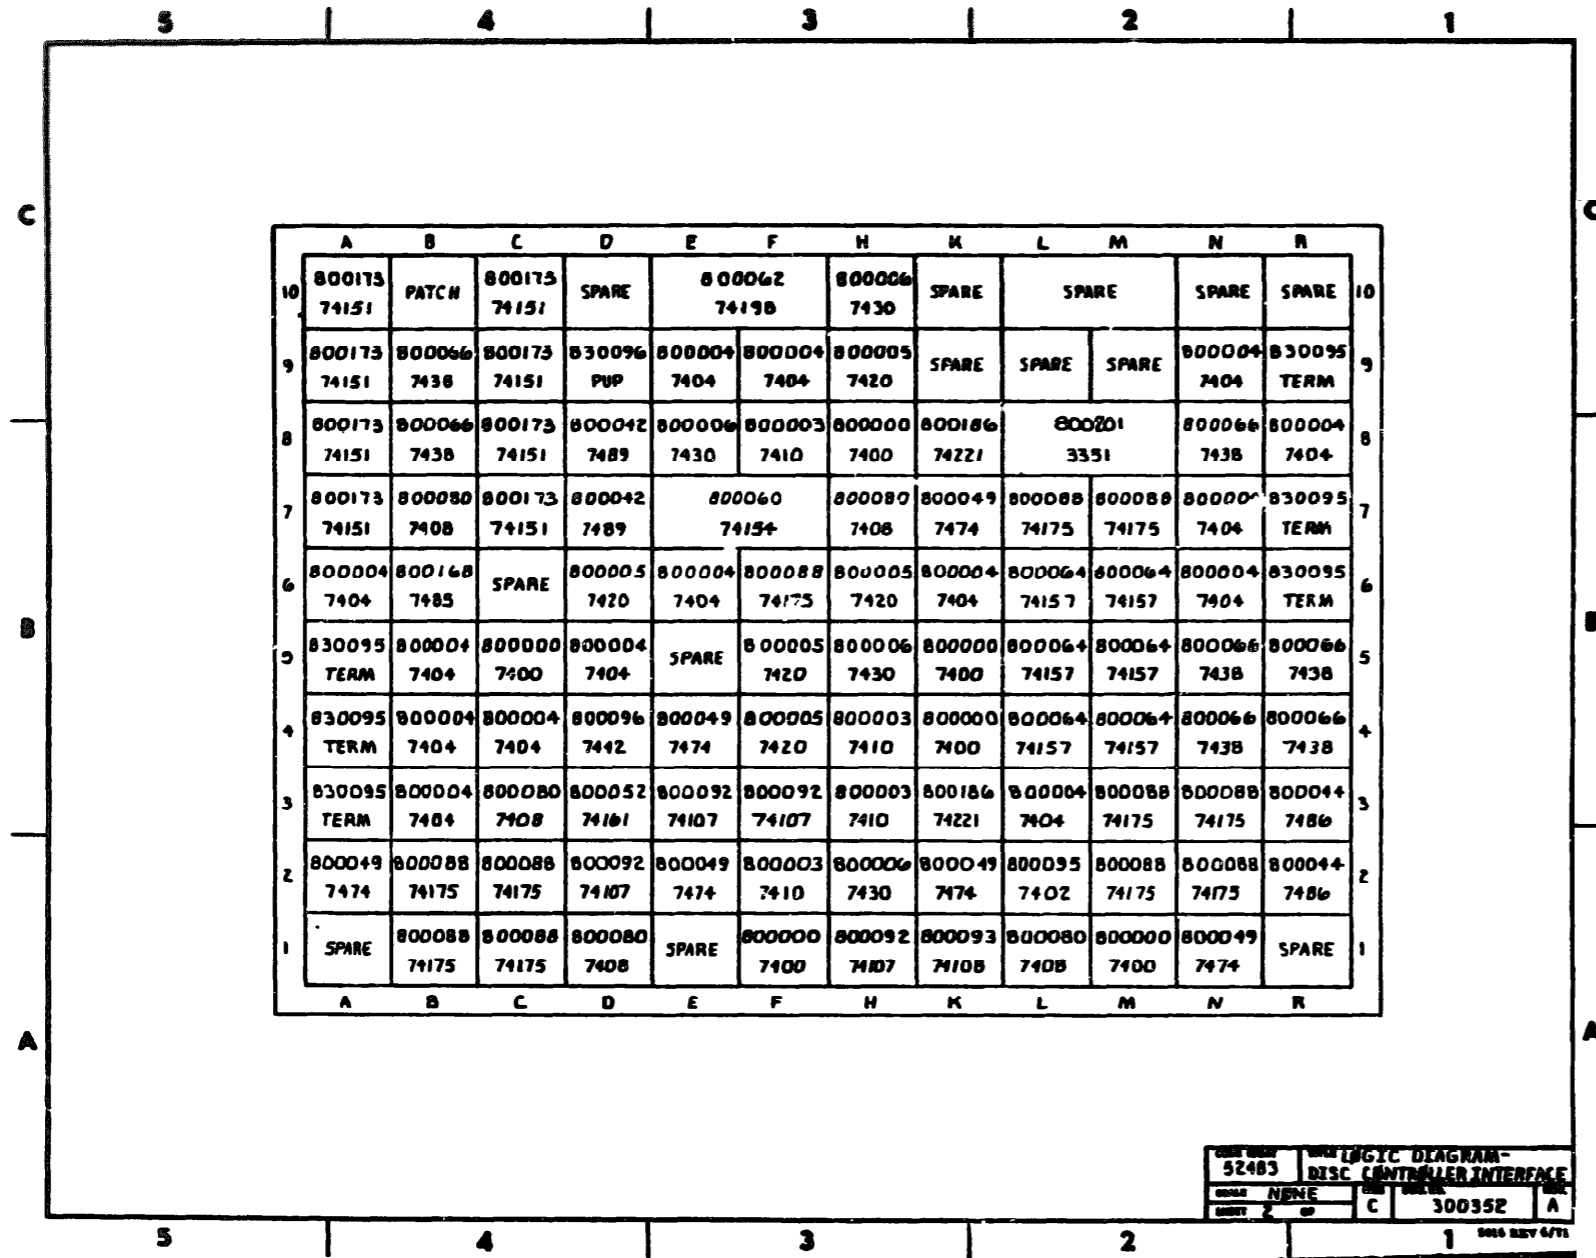 5 4 3 2 1
C C
A B C D E F H K L M N R
10 800173 PATCH 800173 SPARE 800062 800006 SPARE SPARE SPARE SPARE 10
74151 74151 74198 7430
9 800173 800066 800173 830096 800004 800004 800005 SPARE SPARE SPARE 800004 830095 9
74151 7438 74151 PUP 7404 7404 7420 7404 TERM
8 800173 800066 800173 800042 800006 800003 800000 800186 800201 800066 800004 8
74151 7438 74151 7489 7430 7410 7400 74221 3351 7438 7404
7 800173 800080 800173 800042 800060 800080 800049 800088 800088 830095 7
74151 7408 74151 7489 74154 7408 7474 74175 74175 7404 TERM
6 800004 800168 SPARE 800005 800004 800088 800005 800004 800064 800064 800004 830095 6
7404 7485 7420 7404 74175 7420 7404 74157 74157 7404 TERM
B B
5 830095 800004 800000 800004 SPARE 800005 800006 800000 800064 800064 800066 800066 5
TERM 7404 7400 7404 7420 7430 7400 74157 74157 7438 7438
4 830095 800004 800004 800096 800049 800005 800003 800000 800064 800064 800066 800066 4
TERM 7404 7404 7442 7474 7420 7410 7400 74157 74157 7438 7438
3 830095 800004 800080 800052 800092 800092 800003 800186 800004 800088 800088 800044 3
TERM 7404 7408 74161 74107 74107 7410 74221 7404 74175 74175 7486
2 800049 800088 800088 800092 800049 800003 800006 800049 800095 800088 800088 800044 2
7474 74175 74175 74107 7474 7410 7430 7474 7402 74175 74175 7486
1 SPARE 800088 800088 800080 SPARE 800000 800092 800093 800080 800000 800049 SPARE 1
74175 74175 7408 7400 74107 74108 7408 7400 7474
A B C D E F H K L M N R
A A
52483 LOGIC DIAGRAM-
DISC CONTROLLER INTERFACE
NONE C 300352 A
SHEET 2 OF
5 4 3 2 1
5016 REV 6/71